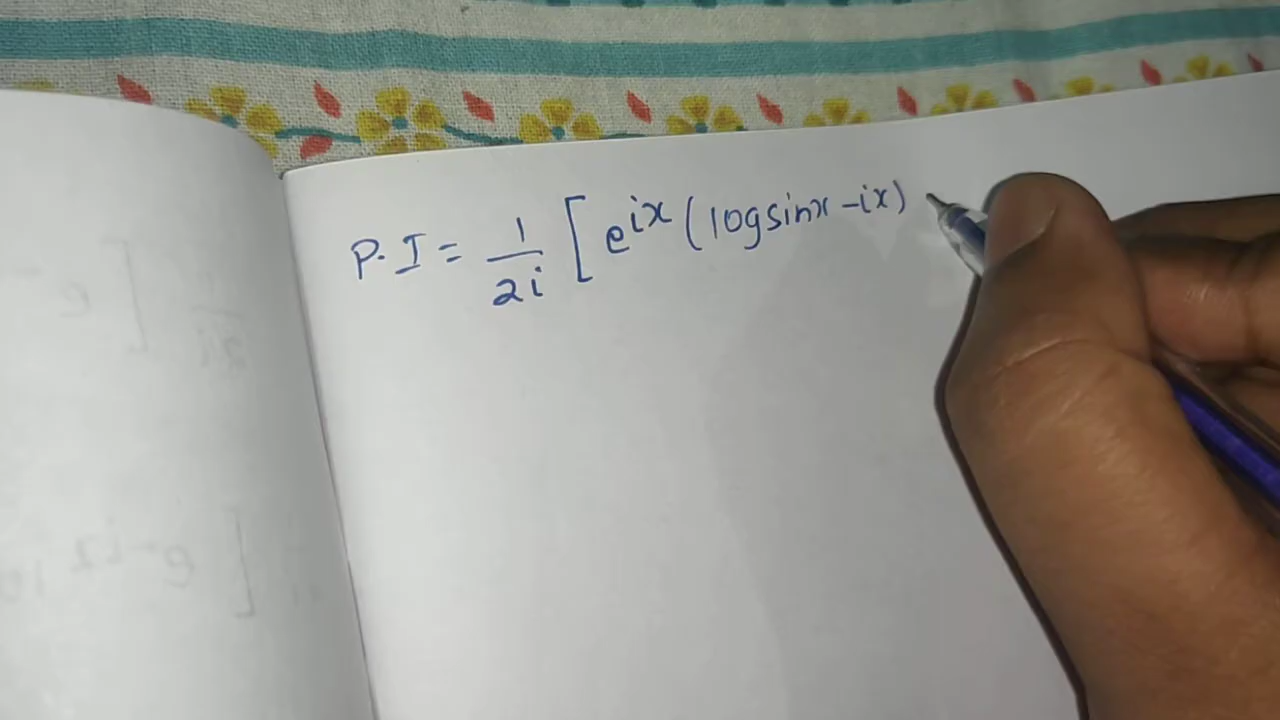 P.I = 1/2i [ e^ix (log sinx - ix)